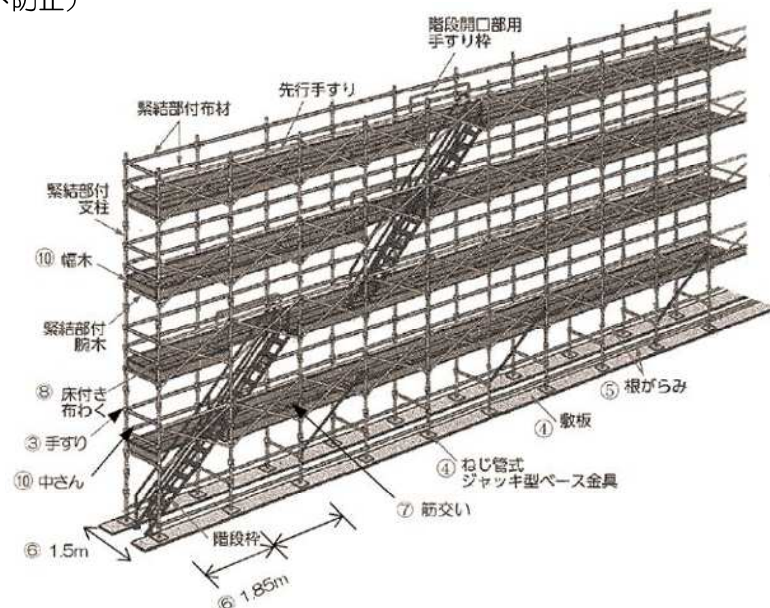 防止)
階段開口部用
手すり枠
先行手すり
緊結部付布材
緊結部付
支柱
⑩ 幅木
緊結部付
腕木
⑧ 床付き
布わく
③ 手すり
⑩ 中さん
⑤ 根がらみ
④ 敷板
④ ねじ管式
ジャッキ型ベース金具
⑦ 筋交い
階段枠
⑥ 1.5m
⑥ 1.85m